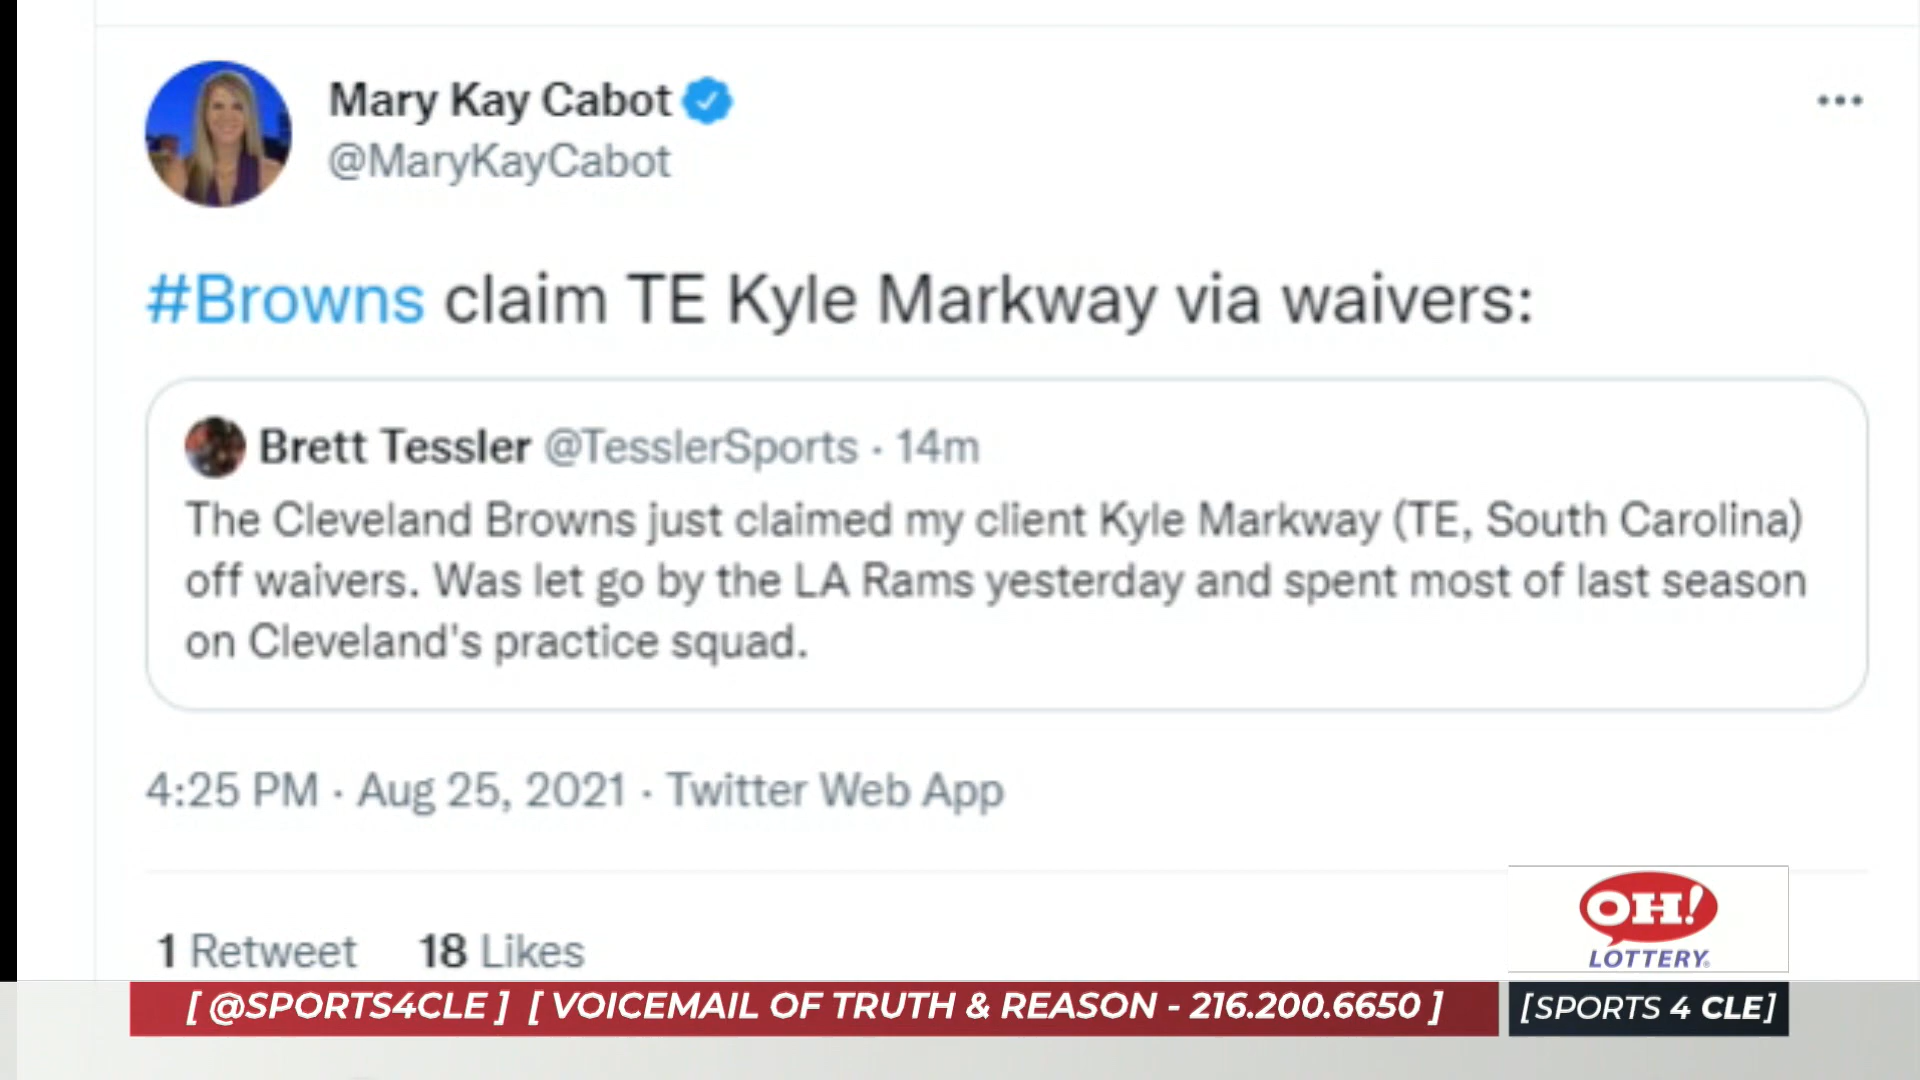 Mary Kay Cabot
@MaryKayCabot
#Browns claim TE Kyle Markway via waivers:
Brett Tessler @TesslerSports · 14m
The Cleveland Browns just claimed my client Kyle Markway (TE, South Carolina)
off waivers. Was let go by the LA Rams yesterday and spent most of last season
on Cleveland's practice squad.
4:25 PM · Aug 25, 2021 · Twitter Web App
1 Retweet 18 Likes
OH!
LOTTERY
[ @SPORTS4CLE ] [ VOICEMAIL OF TRUTH & REASON - 216.200.6650 ]
[SPORTS 4 CLE]